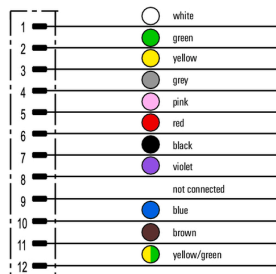 white
1
green
2
yellow
3
grey
4
pink
5
red
6
black
7
violet
8
not connected
9
blue
10
brown
11
yellow/green
12